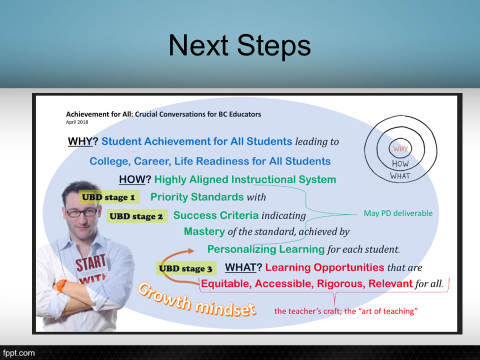 Next Steps
Achievement for All: Crucial Conversations for BC Educators
April 2018
WHY? Student Achievement for All Students leading to
College, Career, Life Readiness for All Students
HOW? Highly Aligned Instructional System
UBD stage 1 Priority Standards with
UBD stage 2 Success Criteria indicating
Mastery of the standard, achieved by
Personalizing Learning for each student.
UBD stage 3 WHAT? Learning Opportunities that are
Equitable, Accessible, Rigorous, Relevant for all.
WHY
HOW
WHAT
May PD deliverable
START
WITH
Growth mindset
the teacher's craft; the "art of teaching"
fppt.com